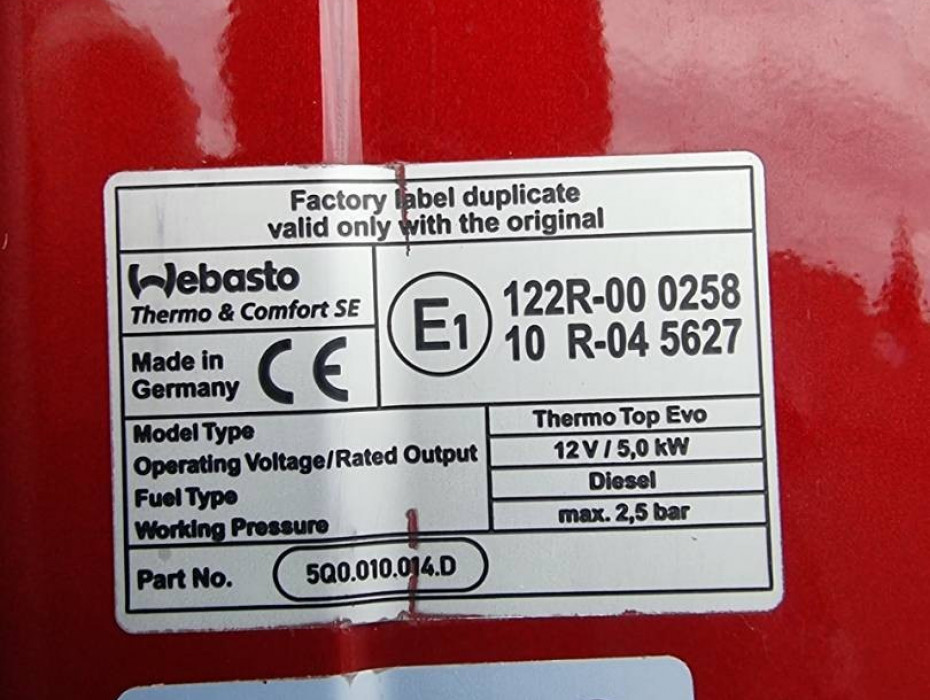 Factory label duplicate
valid only with the original
Webasto
Thermo & Comfort SE
Made in
Germany
CE
E1
122R-00 0258
10 R-04 5627
Model Type
Thermo Top Evo
Operating Voltage/Rated Output
12 V / 5,0 kW
Fuel Type
Diesel
Working Pressure
max. 2,5 bar
Part No.
5Q0.010.014.D